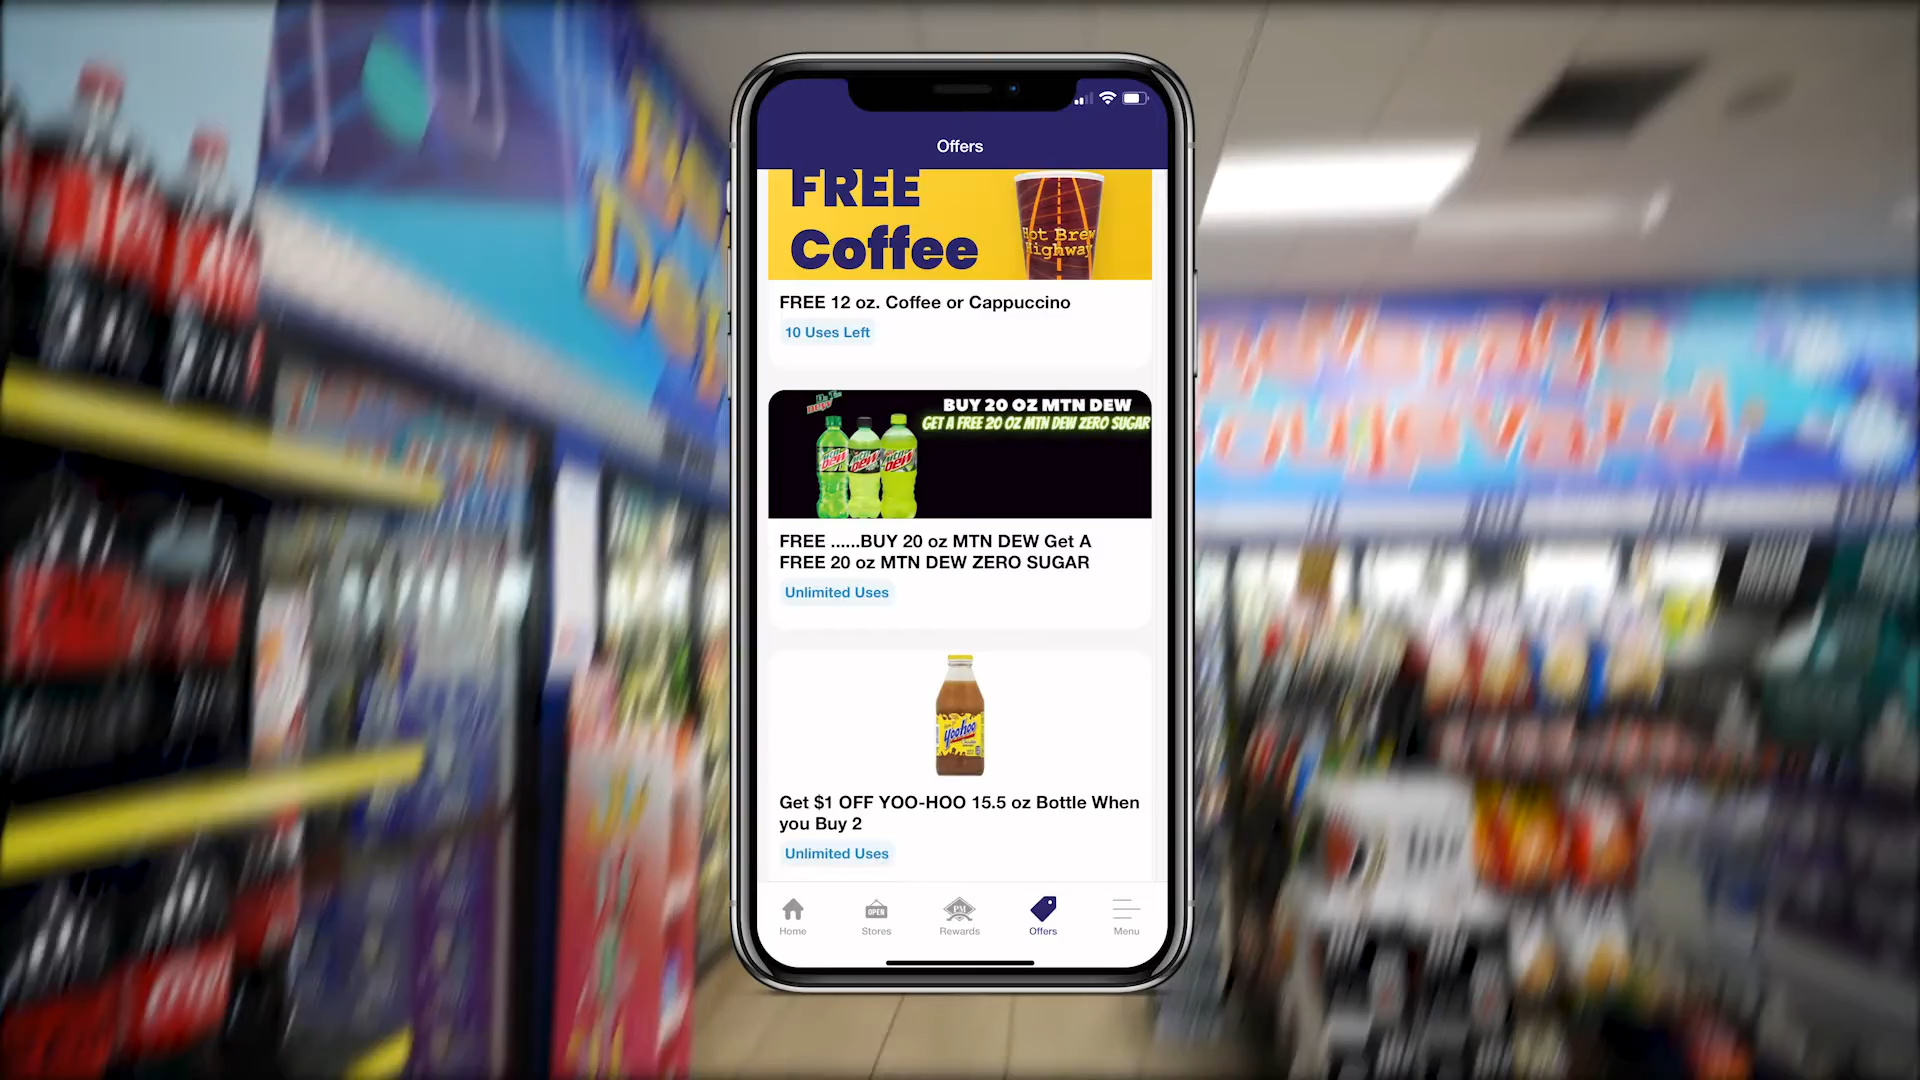 Offers
FREE
Coffee
Hot Brew
Highway
FREE 12 oz. Coffee or Cappuccino
10 Uses Left
BUY 20 OZ MTN DEW
GET A FREE 20 OZ MTN DEW ZERO SUGAR
FREE ......BUY 20 oz MTN DEW Get A
FREE 20 oz MTN DEW ZERO SUGAR
Unlimited Uses
Yoohoo
Get $1 OFF YOO-HOO 15.5 oz Bottle When
you Buy 2
Unlimited Uses
OPEN
PM
Home
Stores
Rewards
Offers
Menu